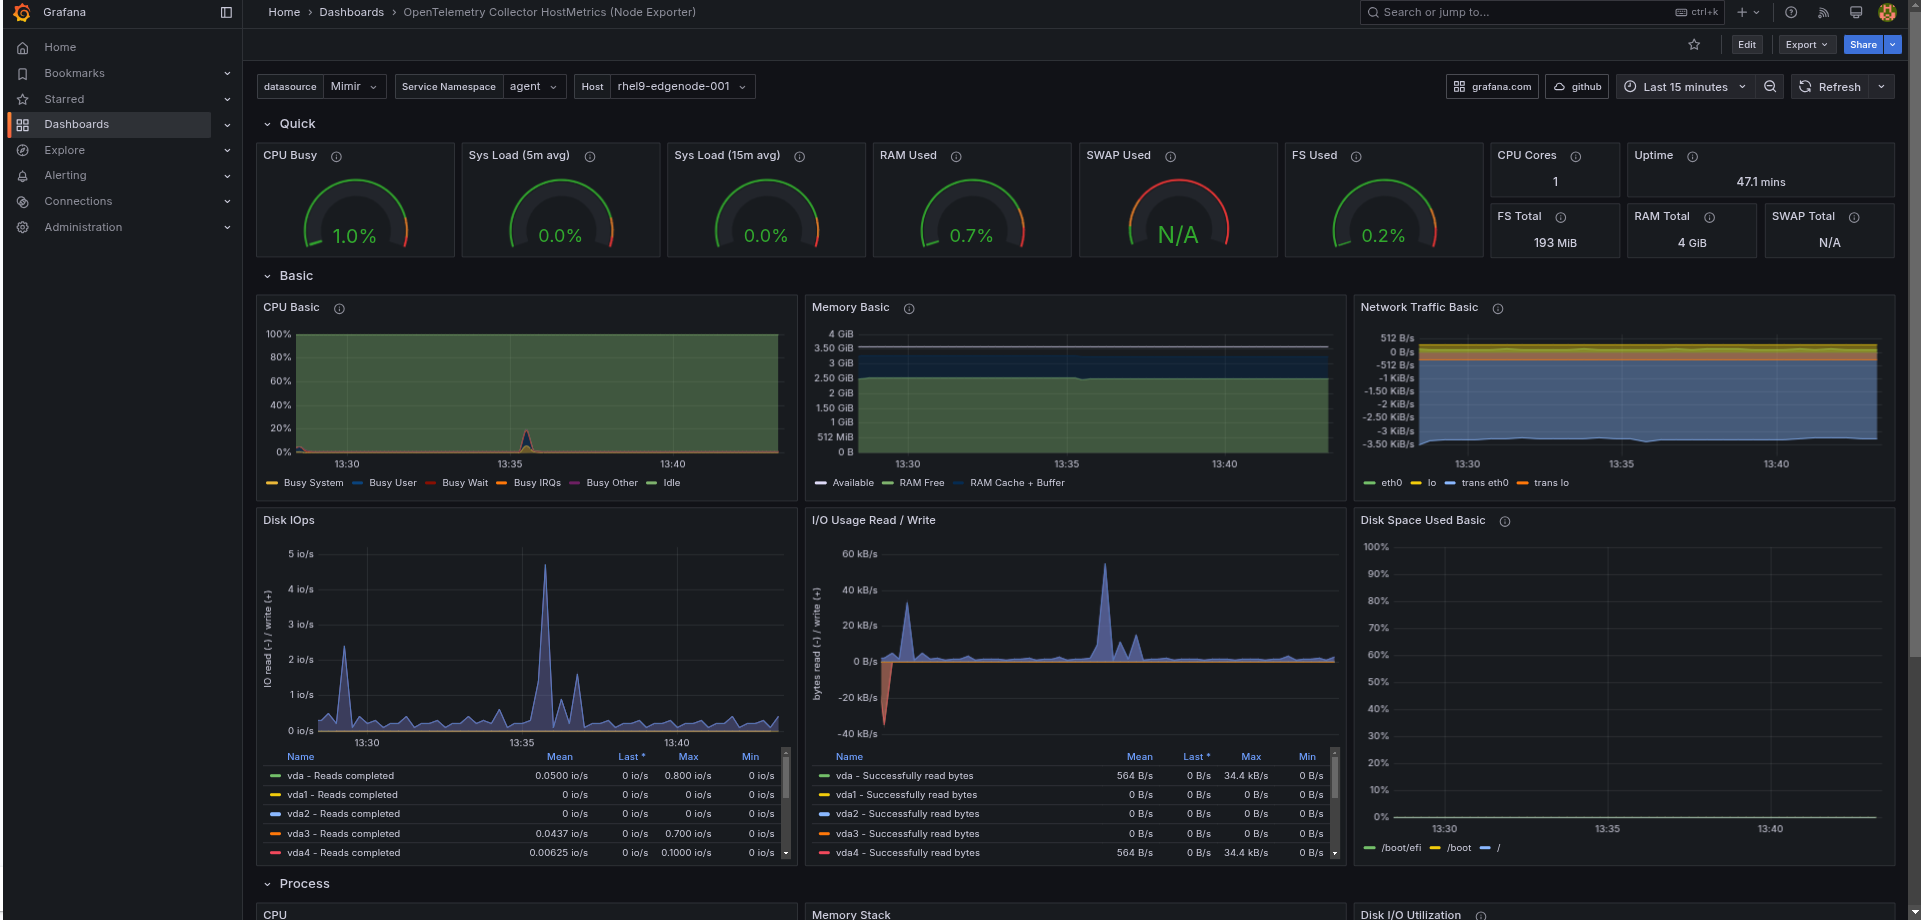 Grafana
Home › Dashboards › OpenTelemetry Collector HostMetrics (Node Exporter)
Search or jump to... ctrl+k
Home
Bookmarks
Starred
Dashboards
Explore
Alerting
Connections
Administration
Edit Export Share
datasource Mimir Service Namespace agent Host rhel9-edgenode-001
grafana.com github Last 15 minutes Refresh
Quick
CPU Busy
1.0%
Sys Load (5m avg)
0.0%
Sys Load (15m avg)
0.0%
RAM Used
0.7%
SWAP Used
N/A
FS Used
0.2%
CPU Cores
1
Uptime
47.1 mins
FS Total
193 MiB
RAM Total
4 GiB
SWAP Total
N/A
Basic
CPU Basic
100%
80%
60%
40%
20%
0%
13:30 13:35 13:40
Busy System Busy User Busy Wait Busy IRQs Busy Other Idle
Memory Basic
4 GiB
3.50 GiB
3 GiB
2.50 GiB
2 GiB
1.50 GiB
1 GiB
512 MiB
0 B
13:30 13:35 13:40
Available RAM Free RAM Cache + Buffer
Network Traffic Basic
512 B/s
0 B/s
-512 B/s
-1 KiB/s
-1.50 KiB/s
-2 KiB/s
-2.50 KiB/s
-3 KiB/s
-3.50 KiB/s
13:30 13:35 13:40
eth0 lo trans eth0 trans lo
Disk IOps
IO read (-) / write (+)
5 io/s
4 io/s
3 io/s
2 io/s
1 io/s
0 io/s
13:30 13:35 13:40
Name Mean Last * Max Min
vda - Reads completed 0.0500 io/s 0 io/s 0.800 io/s 0 io/s
vda1 - Reads completed 0 io/s 0 io/s 0 io/s 0 io/s
vda2 - Reads completed 0 io/s 0 io/s 0 io/s 0 io/s
vda3 - Reads completed 0.0437 io/s 0 io/s 0.700 io/s 0 io/s
vda4 - Reads completed 0.00625 io/s 0 io/s 0.1000 io/s 0 io/s
I/O Usage Read / Write
bytes read (-) / write (+)
60 kB/s
40 kB/s
20 kB/s
0 B/s
-20 kB/s
-40 kB/s
Name Mean Last * Max Min
vda - Successfully read bytes 564 B/s 0 B/s 34.4 kB/s 0 B/s
vda1 - Successfully read bytes 0 B/s 0 B/s 0 B/s 0 B/s
vda2 - Successfully read bytes 0 B/s 0 B/s 0 B/s 0 B/s
vda3 - Successfully read bytes 0 B/s 0 B/s 0 B/s 0 B/s
vda4 - Successfully read bytes 564 B/s 0 B/s 34.4 kB/s 0 B/s
Disk Space Used Basic
100%
90%
80%
70%
60%
50%
40%
30%
20%
10%
0%
13:30 13:35 13:40
/boot/efi /boot /
Process
CPU
Memory Stack
Disk I/O Utilization